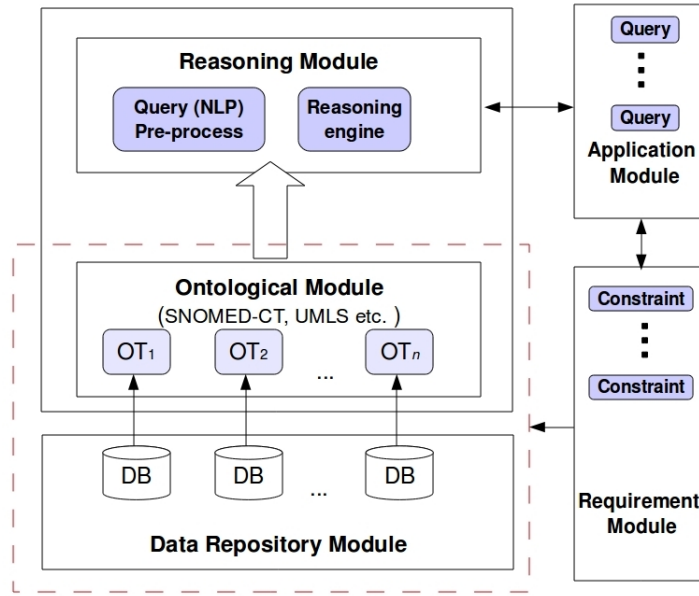 Reasoning Module
Query (NLP)
Pre-process
Reasoning
engine
Ontological Module
(SNOMED-CT, UMLS etc. )
OT1
OT2
...
OTn
DB
DB
...
DB
Data Repository Module
Query
Query
Application
Module
Constraint
Constraint
Requirement
Module